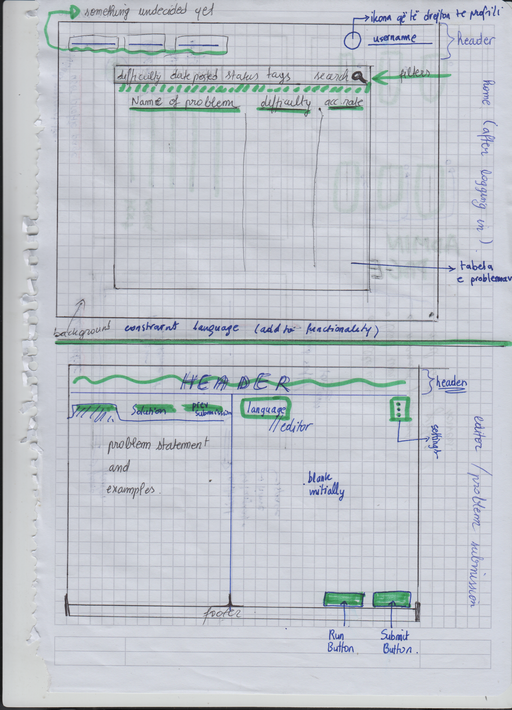 something undecided yet
ikona që të drejton te profili
username
header
difficulty date posted status tags search
filters
Name of problem difficulty acc. rate
home (after logging in)
tabela
e problemave
background
constraint language (add to functionality)
HEADER
header
Solution prev submission
language
//editor
settings
problem statement
and
examples
blank
initially
editor / problem submission
footer
Run
Button
Submit
Button